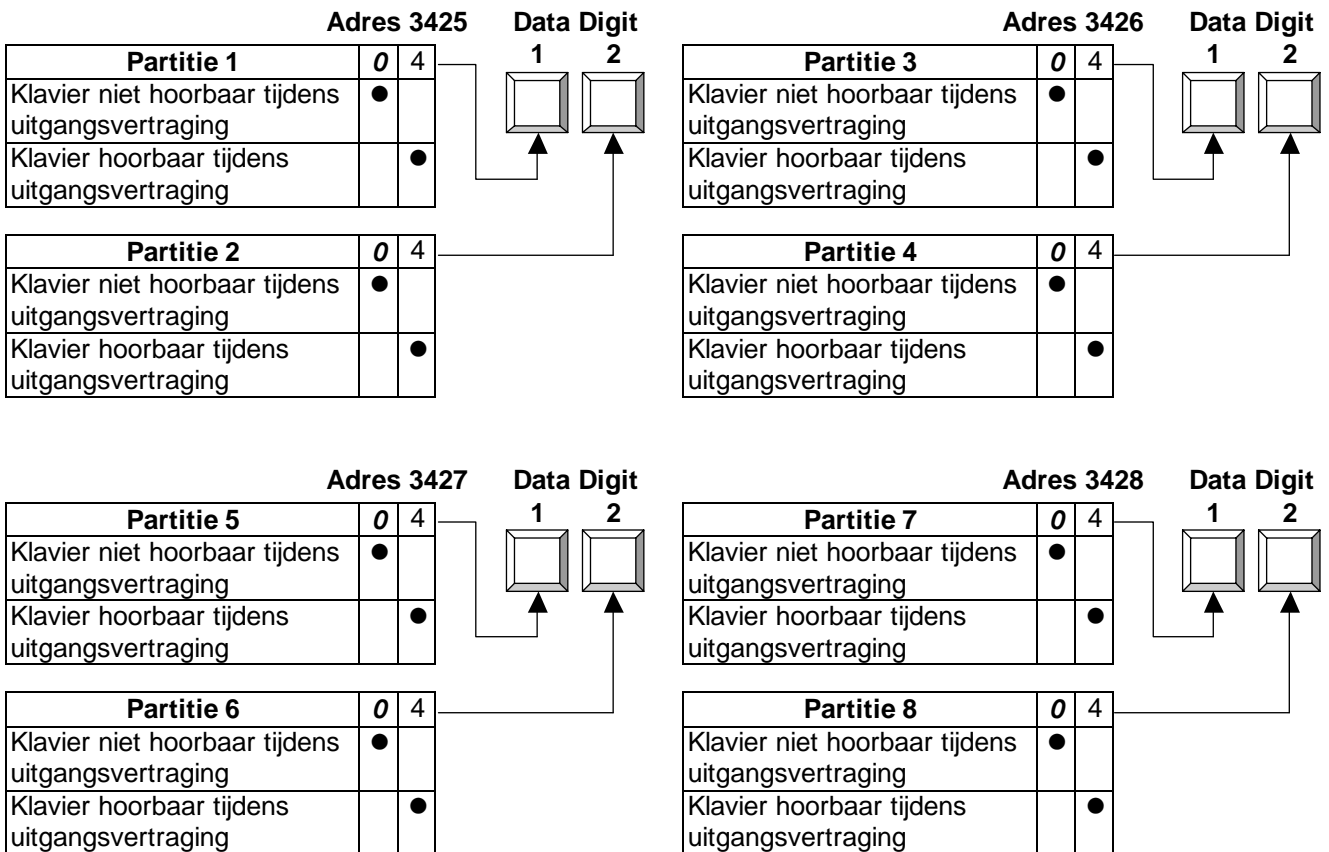 Adres 3425 Data Digit
1 2
Partitie 1 0 4
Klavier niet hoorbaar tijdens
uitgangsvertraging
Klavier hoorbaar tijdens
uitgangsvertraging
Partitie 2 0 4
Klavier niet hoorbaar tijdens
uitgangsvertraging
Klavier hoorbaar tijdens
uitgangsvertraging
Adres 3426 Data Digit
1 2
Partitie 3 0 4
Klavier niet hoorbaar tijdens
uitgangsvertraging
Klavier hoorbaar tijdens
uitgangsvertraging
Partitie 4 0 4
Klavier niet hoorbaar tijdens
uitgangsvertraging
Klavier hoorbaar tijdens
uitgangsvertraging
Adres 3427 Data Digit
1 2
Partitie 5 0 4
Klavier niet hoorbaar tijdens
uitgangsvertraging
Klavier hoorbaar tijdens
uitgangsvertraging
Partitie 6 0 4
Klavier niet hoorbaar tijdens
uitgangsvertraging
Klavier hoorbaar tijdens
uitgangsvertraging
Adres 3428 Data Digit
1 2
Partitie 7 0 4
Klavier niet hoorbaar tijdens
uitgangsvertraging
Klavier hoorbaar tijdens
uitgangsvertraging
Partitie 8 0 4
Klavier niet hoorbaar tijdens
uitgangsvertraging
Klavier hoorbaar tijdens
uitgangsvertraging